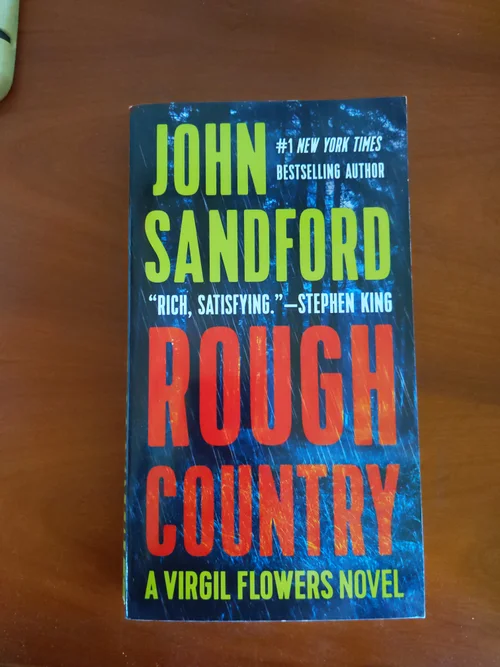 JOHN
#1 NEW YORK TIMES
BESTSELLING AUTHOR
SANDFORD
“RICH, SATISFYING.”—STEPHEN KING
ROUGH
COUNTRY
A VIRGIL FLOWERS NOVEL